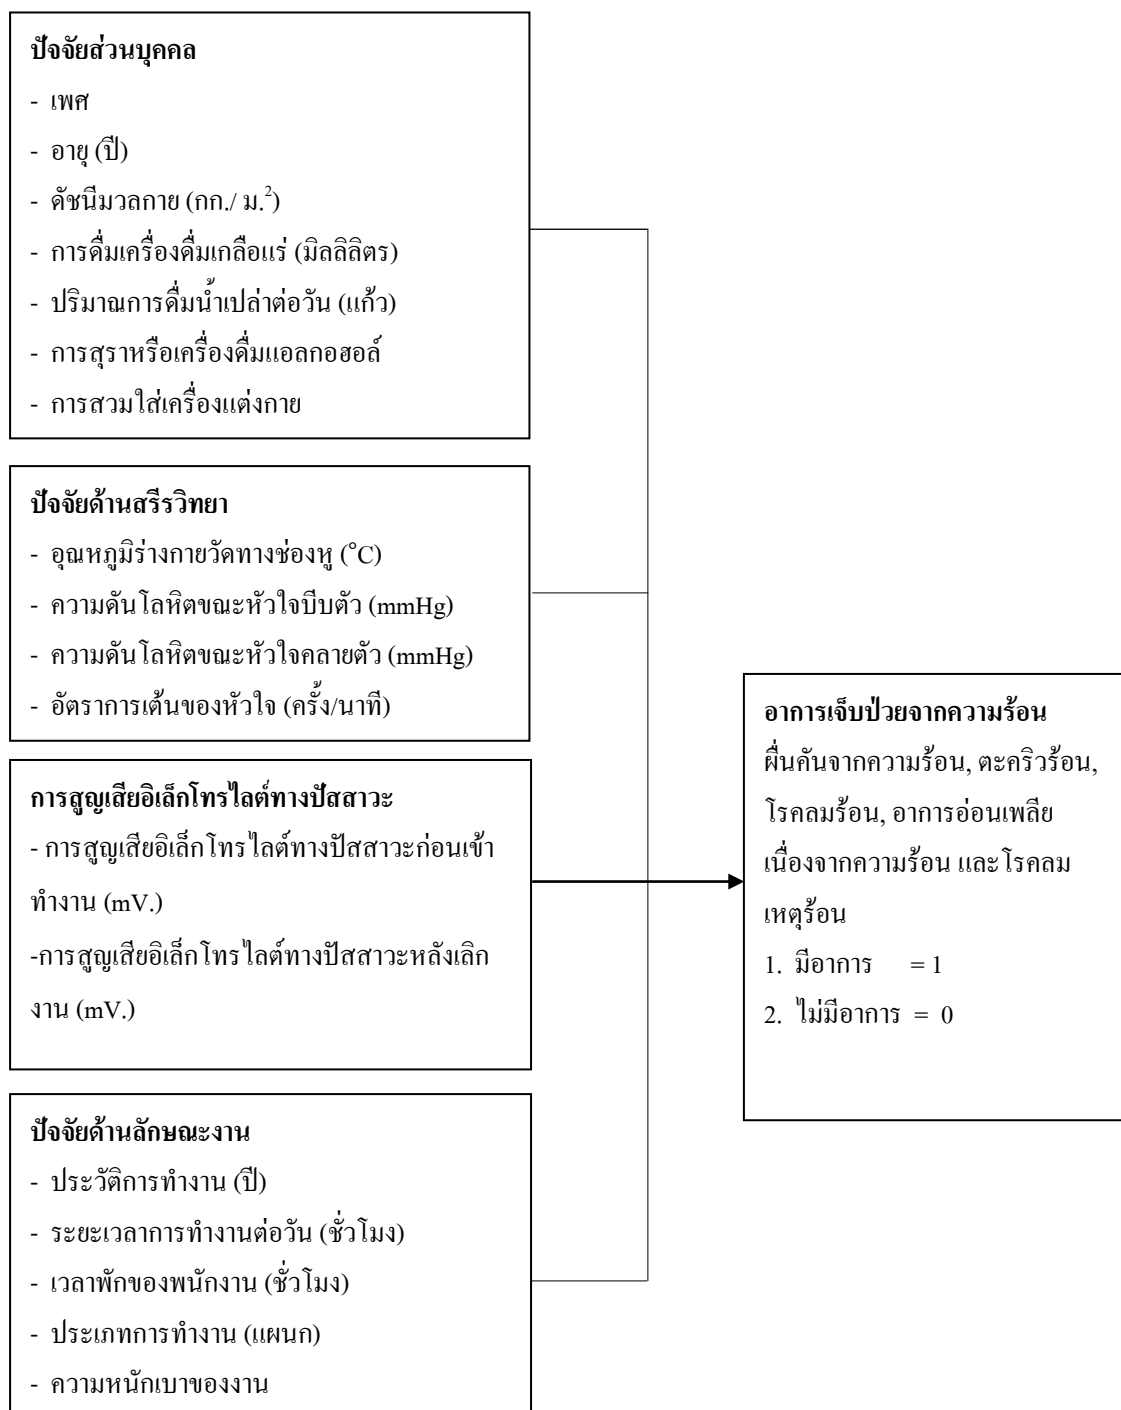 ปัจจัยส่วนบุคคล
- เพศ
- อายุ (ปี)
- ดัชนีมวลกาย (กก./ ม.²)
- การดื่มเครื่องดื่มเกลือแร่ (มิลลิลิตร)
- ปริมาณการดื่มน้ำเปล่าต่อวัน (แก้ว)
- การสุราหรือเครื่องดื่มแอลกอฮอล์
- การสวมใส่เครื่องแต่งกาย
ปัจจัยด้านสรีรวิทยา
- อุณหภูมิร่างกายวัดทางช่องหู (°C)
- ความดันโลหิตขณะหัวใจบีบตัว (mmHg)
- ความดันโลหิตขณะหัวใจคลายตัว (mmHg)
- อัตราการเต้นของหัวใจ (ครั้ง/นาที)
การสูญเสียอิเล็กโทรไลต์ทางปัสสาวะ
- การสูญเสียอิเล็กโทรไลต์ทางปัสสาวะก่อนเข้า
ทำงาน (mV.)
-การสูญเสียอิเล็กโทรไลต์ทางปัสสาวะหลังเลิก
งาน (mV.)
ปัจจัยด้านลักษณะงาน
- ประวัติการทำงาน (ปี)
- ระยะเวลาการทำงานต่อวัน (ชั่วโมง)
- เวลาพักของพนักงาน (ชั่วโมง)
- ประเภทการทำงาน (แผนก)
- ความหนักเบาของงาน
อาการเจ็บป่วยจากความร้อน
ผื่นคันจากความร้อน, ตะคริวร้อน,
โรคลมร้อน, อาการอ่อนเพลีย
เนื่องจากความร้อน และโรคลม
เหตุร้อน
1. มีอาการ = 1
2. ไม่มีอาการ = 0